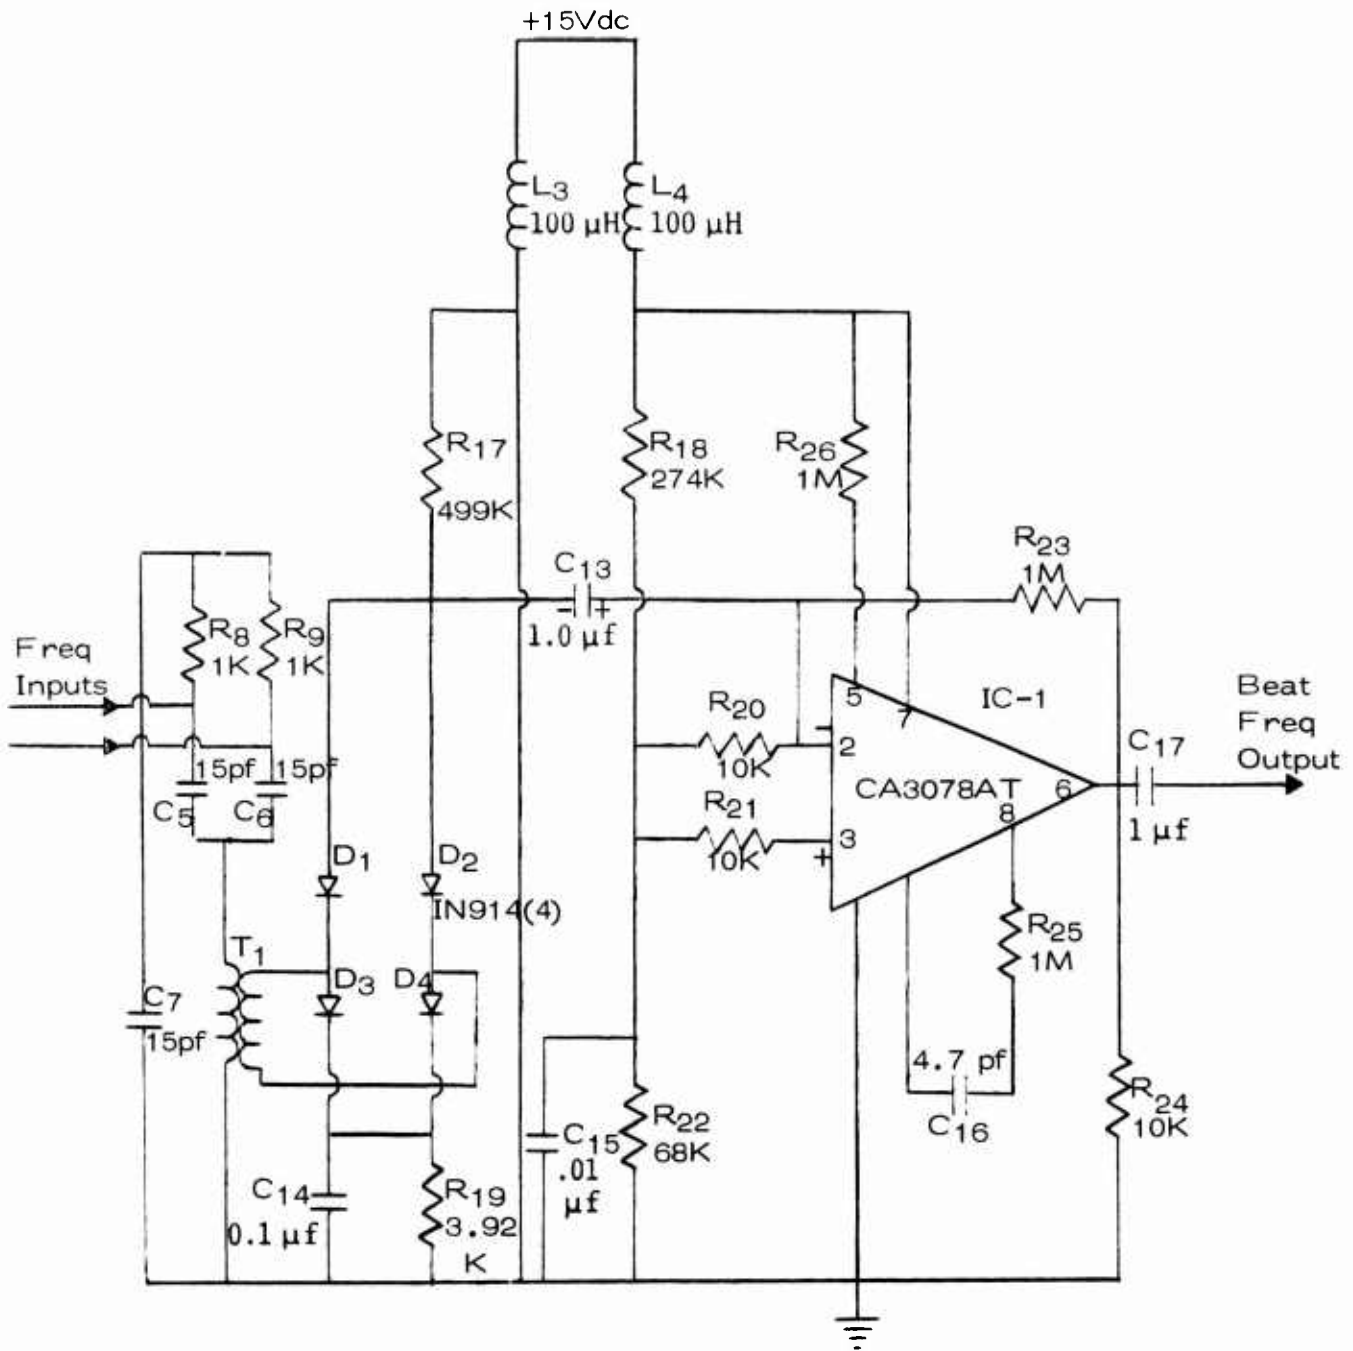 +15Vdc
L3
100 µH
L4
100 µH
R17
499K
R18
274K
R26
1M
R23
1M
C13
- +
1.0 µf
Freq
Inputs
R8
1K
R9
1K
15pf
15pf
C5
C6
R20
10K
R21
10K
-
2
3
+
5
7
IC-1
CA3078AT
6
8
Beat
Freq
Output
C17
1 µf
D1
D2
IN914(4)
T1
D3
D4
C7
15pf
R25
1M
4.7 pf
C16
R24
10K
R22
68K
C15
.01
µf
C14
0.1 µf
R19
3.92
K